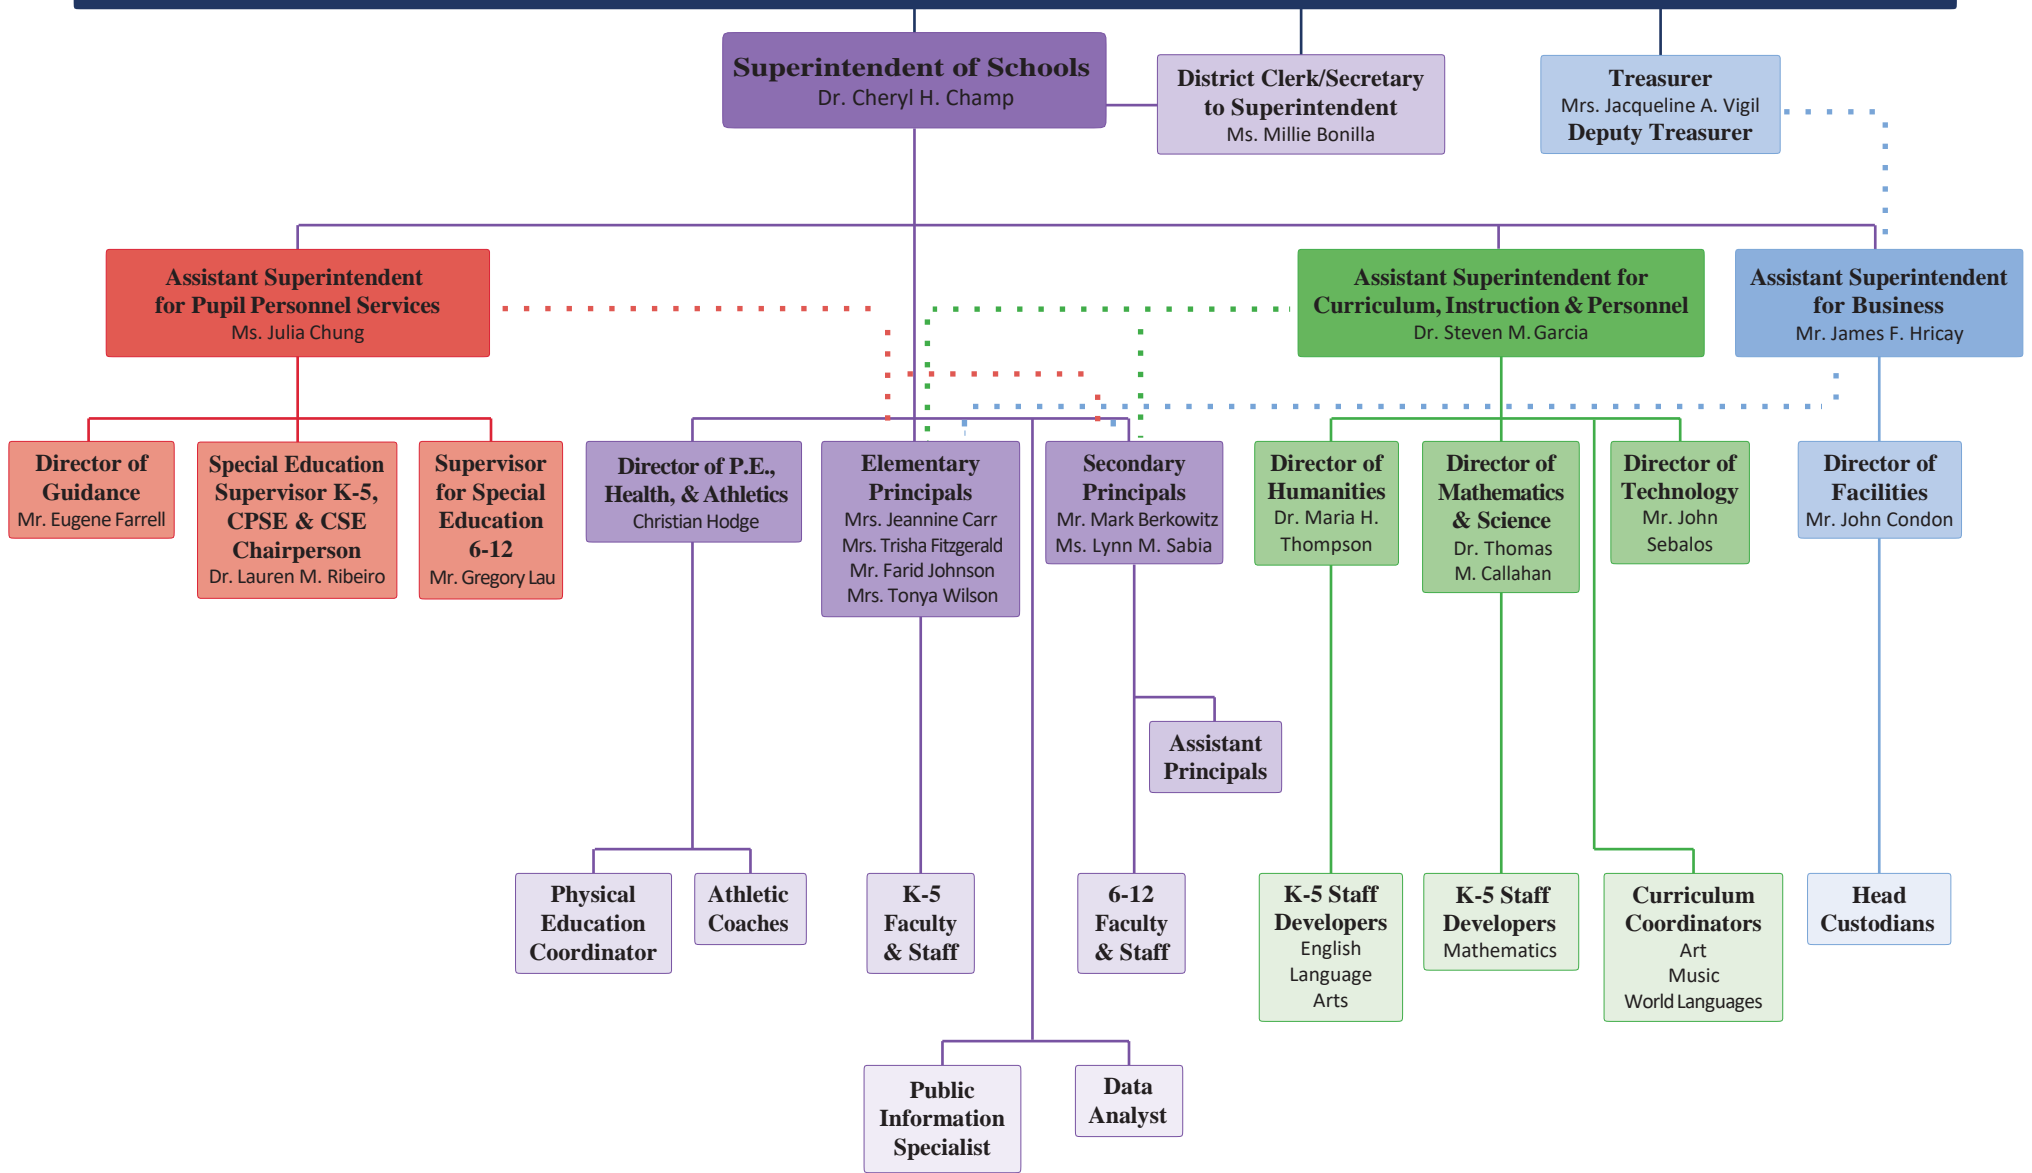 Superintendent of Schools
Dr. Cheryl H. Champ
District Clerk/Secretary
to Superintendent
Ms. Millie Bonilla
Treasurer
Mrs. Jacqueline A. Vigil
Deputy Treasurer
Assistant Superintendent
for Pupil Personnel Services
Ms. Julia Chung
Assistant Superintendent for
Curriculum, Instruction & Personnel
Dr. Steven M. Garcia
Assistant Superintendent
for Business
Mr. James F. Hricay
Director of
Guidance
Mr. Eugene Farrell
Special Education
Supervisor K-5,
CPSE & CSE
Chairperson
Dr. Lauren M. Ribeiro
Supervisor
for Special
Education
6-12
Mr. Gregory Lau
Director of P.E.,
Health, & Athletics
Christian Hodge
Elementary
Principals
Mrs. Jeannine Carr
Mrs. Trisha Fitzgerald
Mr. Farid Johnson
Mrs. Tonya Wilson
Secondary
Principals
Mr. Mark Berkowitz
Ms. Lynn M. Sabia
Director of
Humanities
Dr. Maria H.
Thompson
Director of
Mathematics
& Science
Dr. Thomas
M. Callahan
Director of
Technology
Mr. John
Sebalos
Director of
Facilities
Mr. John Condon
Assistant
Principals
Physical
Education
Coordinator
Athletic
Coaches
K-5
Faculty
& Staff
6-12
Faculty
& Staff
K-5 Staff
Developers
English
Language
Arts
K-5 Staff
Developers
Mathematics
Curriculum
Coordinators
Art
Music
World Languages
Head
Custodians
Public
Information
Specialist
Data
Analyst